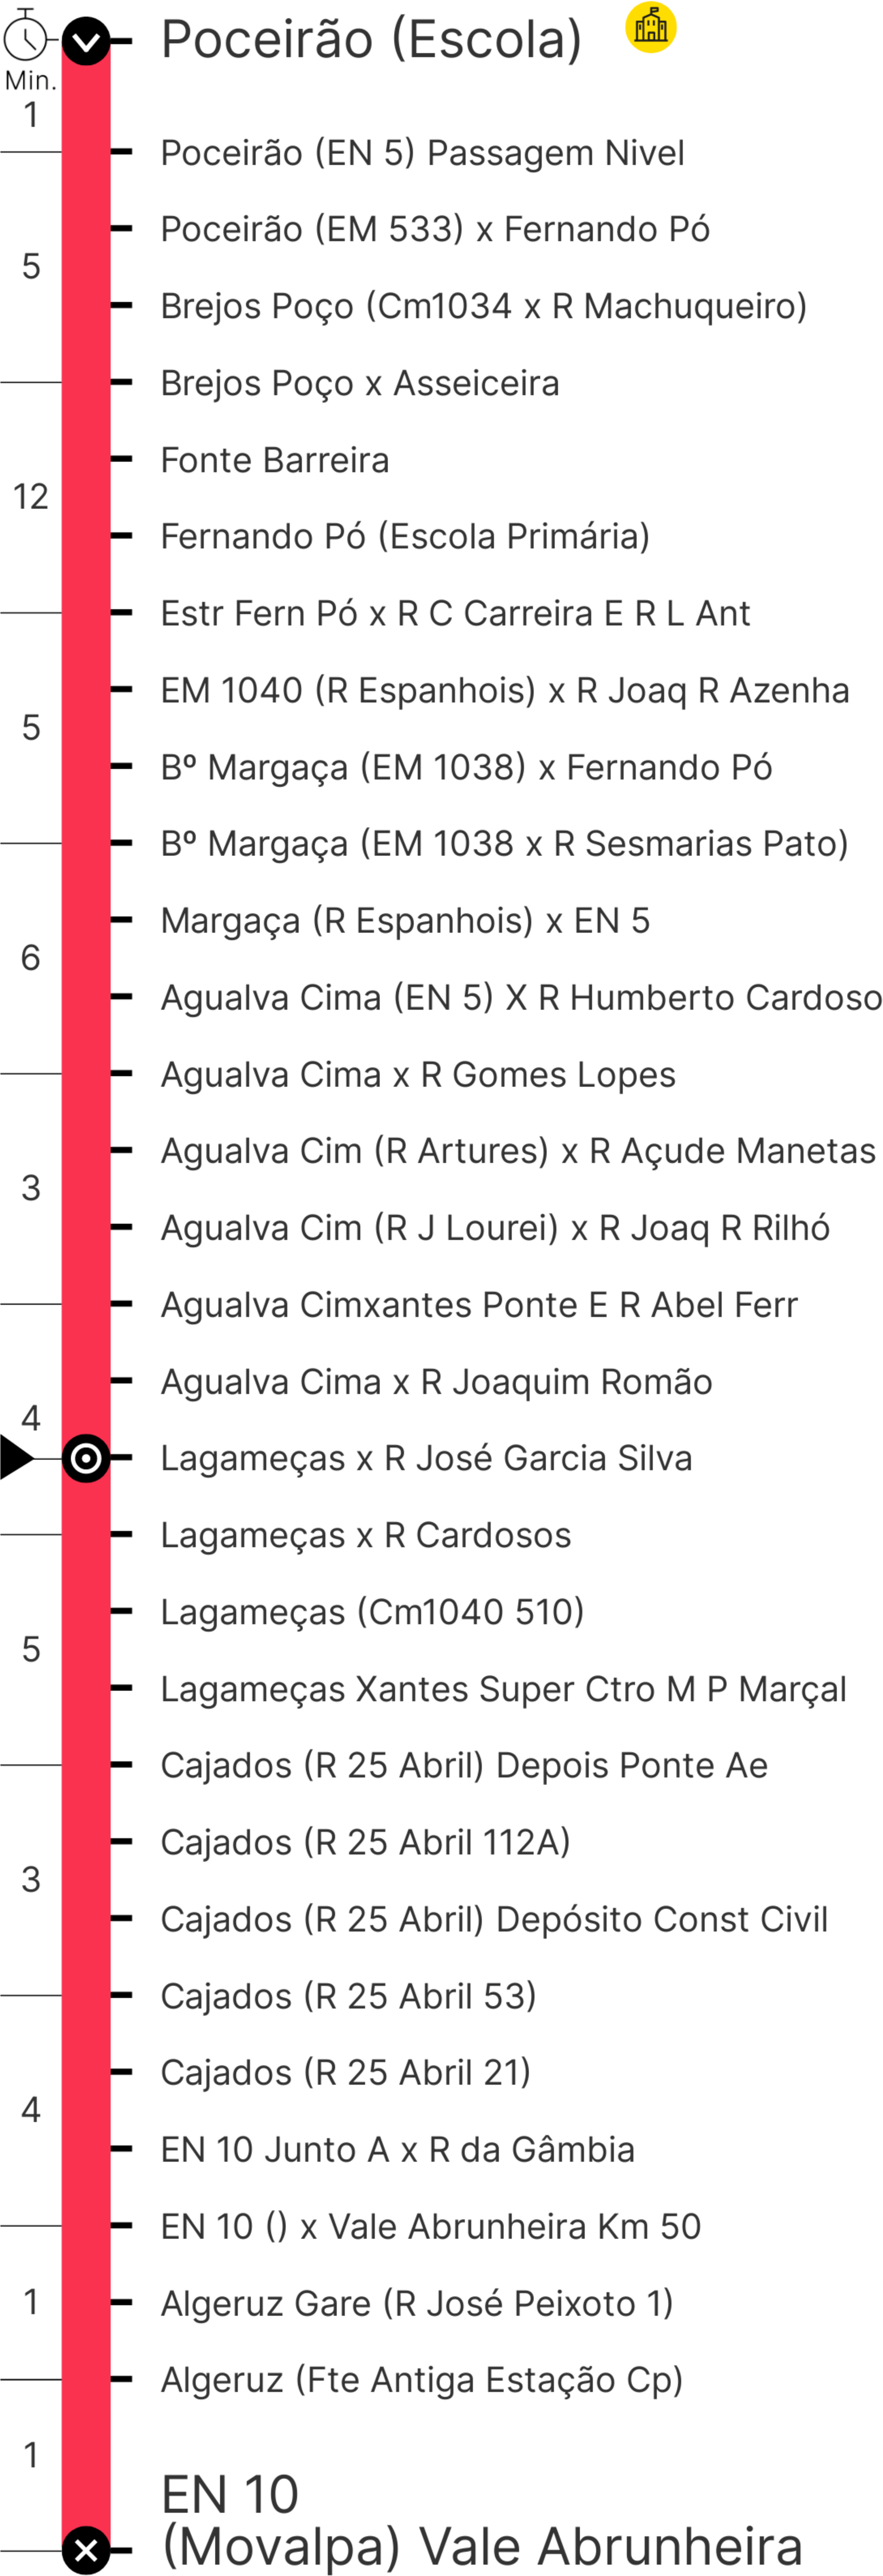 Poceirão (Escola)
Min.
1
Poceirão (EN 5) Passagem Nivel
Poceirão (EM 533) x Fernando Pó
5
Brejos Poço (Cm1034 x R Machuqueiro)
Brejos Poço x Asseiceira
Fonte Barreira
12
Fernando Pó (Escola Primária)
Estr Fern Pó x R C Carreira E R L Ant
EM 1040 (R Espanhois) x R Joaq R Azenha
5
Bº Margaça (EM 1038) x Fernando Pó
Bº Margaça (EM 1038 x R Sesmarias Pato)
Margaça (R Espanhois) x EN 5
6
Agualva Cima (EN 5) X R Humberto Cardoso
Agualva Cima x R Gomes Lopes
Agualva Cim (R Artures) x R Açude Manetas
3
Agualva Cim (R J Lourei) x R Joaq R Rilhó
Agualva Cimxantes Ponte E R Abel Ferr
Agualva Cima x R Joaquim Romão
4
Lagameças x R José Garcia Silva
Lagameças x R Cardosos
Lagameças (Cm1040 510)
5
Lagameças Xantes Super Ctro M P Marçal
Cajados (R 25 Abril) Depois Ponte Ae
Cajados (R 25 Abril 112A)
3
Cajados (R 25 Abril) Depósito Const Civil
Cajados (R 25 Abril 53)
Cajados (R 25 Abril 21)
4
EN 10 Junto A x R da Gâmbia
EN 10 () x Vale Abrunheira Km 50
1
Algeruz Gare (R José Peixoto 1)
Algeruz (Fte Antiga Estação Cp)
1
EN 10
(Movalpa) Vale Abrunheira